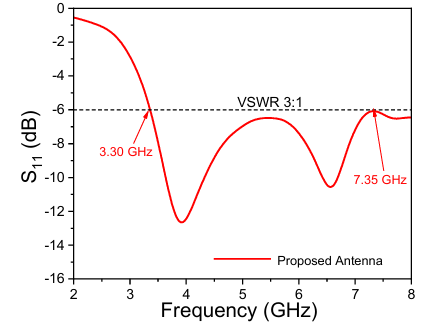 0
-2
-4
-6
-8
-10
-12
-14
-16
S11 (dB)
VSWR 3:1
3.30 GHz
7.35 GHz
Proposed Antenna
2 3 4 5 6 7 8
Frequency (GHz)